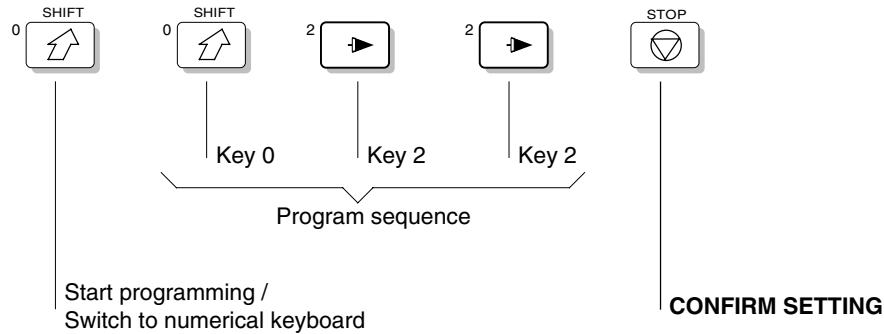 SHIFT SHIFT STOP
0 0 2 2
Key 0 Key 2 Key 2
Program sequence
Start programming /
Switch to numerical keyboard
CONFIRM SETTING